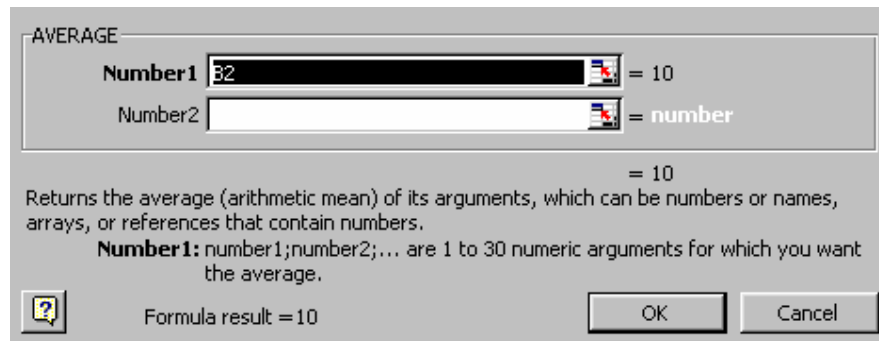 AVERAGE
Number1 B2 = 10
Number2 = number
= 10
Returns the average (arithmetic mean) of its arguments, which can be numbers or names,
arrays, or references that contain numbers.
Number1: number1;number2;... are 1 to 30 numeric arguments for which you want
the average.
? Formula result =10 OK Cancel